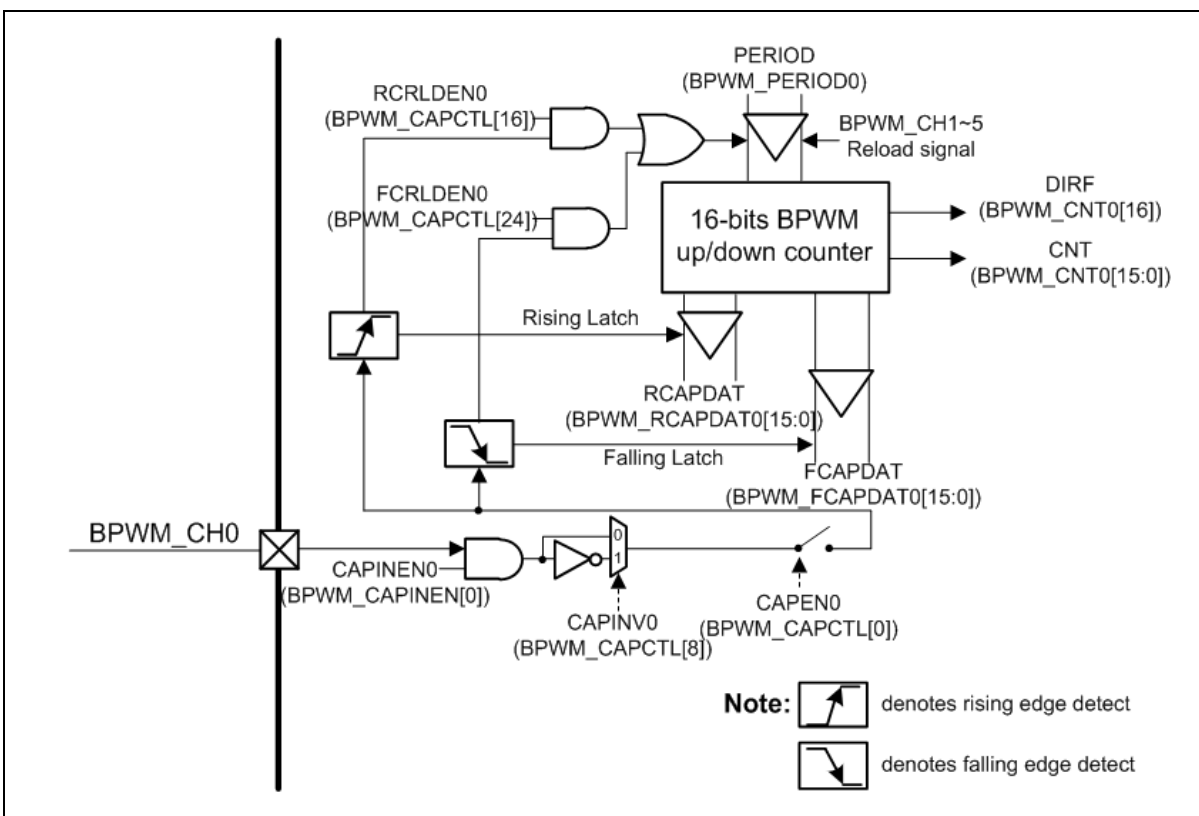 PERIOD
(BPWM_PERIOD0)
RCRLDEN0
(BPWM_CAPCTL[16])
BPWM_CH1~5
Reload signal
FCRLDEN0
(BPWM_CAPCTL[24])
16-bits BPWM
up/down counter
DIRF
(BPWM_CNT0[16])
CNT
(BPWM_CNT0[15:0])
Rising Latch
RCAPDAT
(BPWM_RCAPDAT0[15:0])
Falling Latch
FCAPDAT
(BPWM_FCAPDAT0[15:0])
BPWM_CH0
0
1
CAPINEN0
(BPWM_CAPINEN[0])
CAPINV0
(BPWM_CAPCTL[8])
CAPEN0
(BPWM_CAPCTL[0])
Note: denotes rising edge detect
denotes falling edge detect